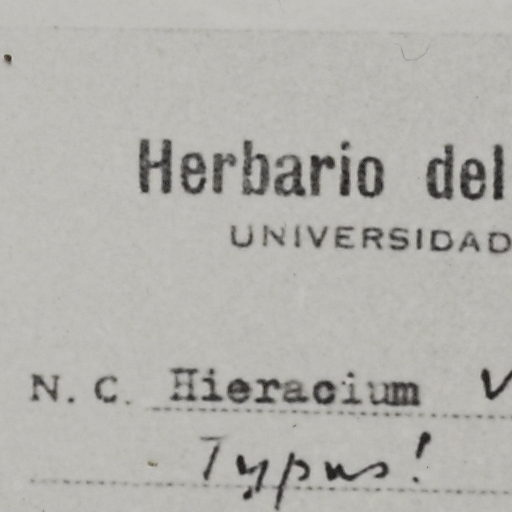 Herbario del
UNIVERSIDAD
N. C. Hieracium
Typus!